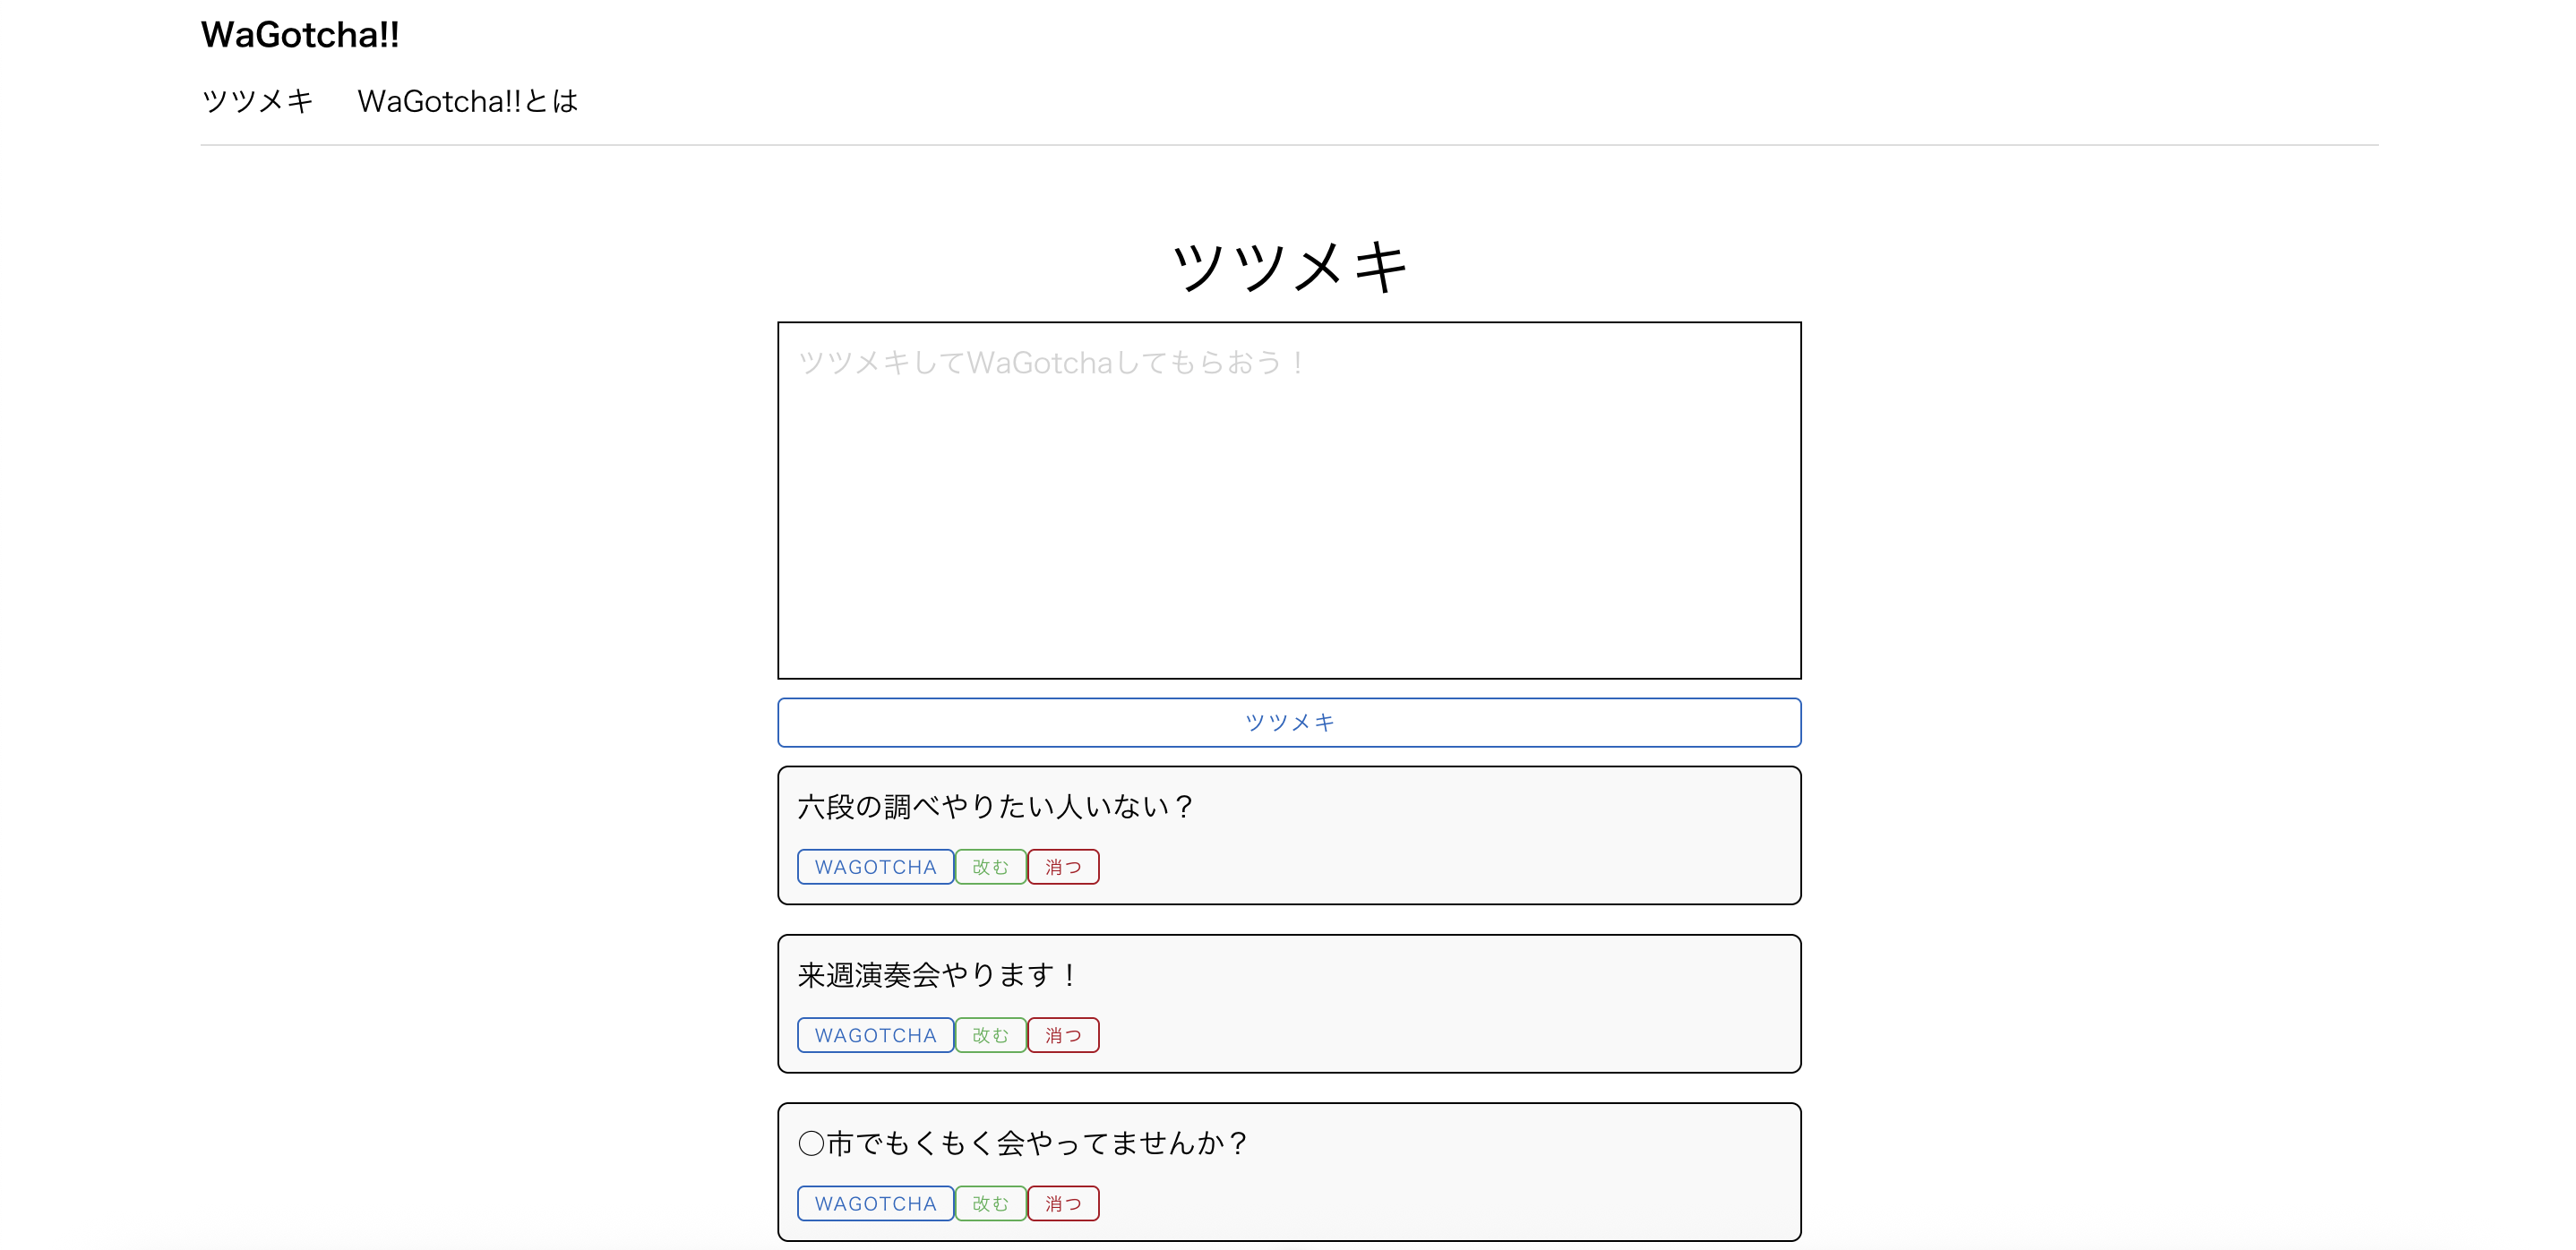 WaGotcha!!
ツツメキ WaGotcha!!とは
ツツメキ
ツツメキしてWaGotchaしてもらおう！
ツツメキ
六段の調べやりたい人いない？
WAGOTCHA 改む 消つ
来週演奏会やります！
WAGOTCHA 改む 消つ
〇市でもくもく会やってませんか？
WAGOTCHA 改む 消つ